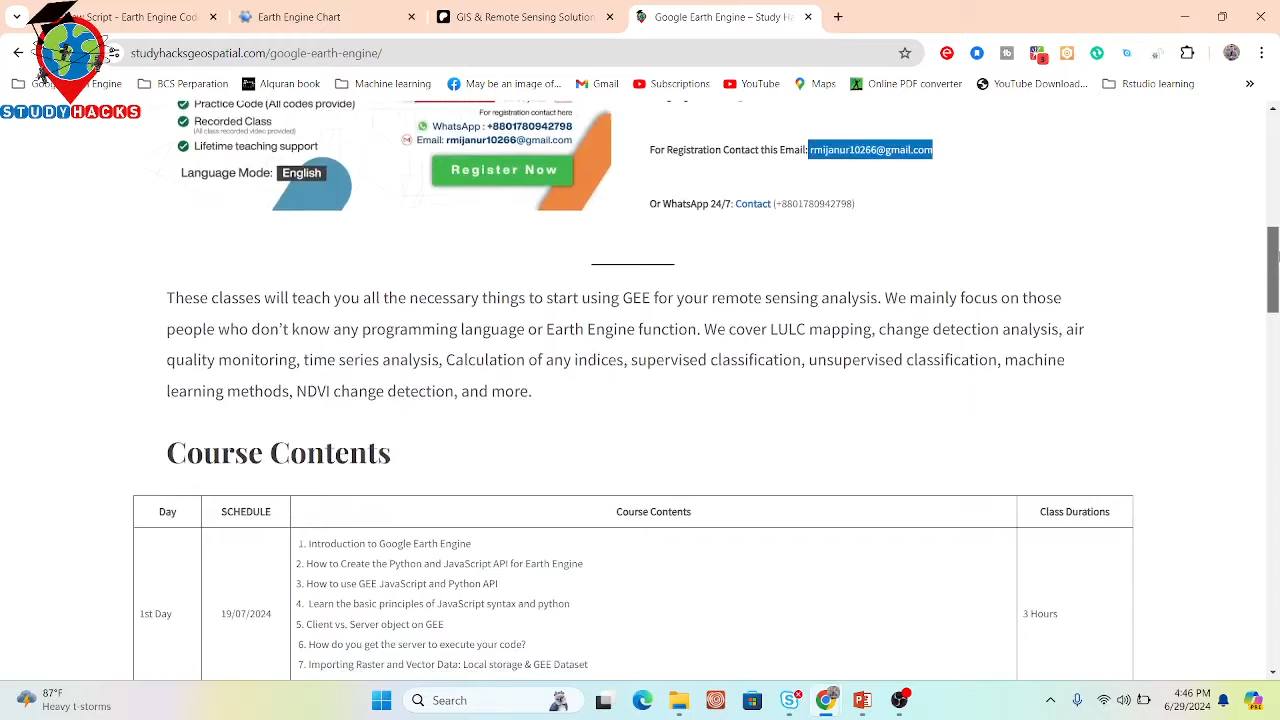 Script - Earth Engine Cod
Earth Engine Chart
GIS and Remote Sensing Solution
Google Earth Engine – Study Ha
studyhacksgeospatial.com/google-earth-engine/
3
BCS Perpation
Alquranbook
Machine learning
May be an image of...
Gmail
Subscriptions
YouTube
Maps
Online PDF converter
YouTube Download...
Rstudio learning
STUDYHACKS
Practice Code (All codes provide)
Recorded Class
(All class recorded video provided)
Lifetime teaching support
Language Mode: English
For registration contact here
WhatsApp : +8801780942798
Email: rmijanur10266@gmail.com
Register Now
For Registration Contact this Email: rmijanur10266@gmail.com
Or WhatsApp 24/7: Contact (+8801780942798)
These classes will teach you all the necessary things to start using GEE for your remote sensing analysis. We mainly focus on those
people who don’t know any programming language or Earth Engine function. We cover LULC mapping, change detection analysis, air
quality monitoring, time series analysis, Calculation of any indices, supervised classification, unsupervised classification, machine
learning methods, NDVI change detection, and more.
Course Contents
Day SCHEDULE Course Contents Class Durations
1. Introduction to Google Earth Engine
2. How to Create the Python and JavaScript API for Earth Engine
3. How to use GEE JavaScript and Python API
4. Learn the basic principles of JavaScript syntax and python
1st Day 19/07/2024 3 Hours
5. Client vs. Server object on GEE
6. How do you get the server to execute your code?
7. Importing Raster and Vector Data: Local storage & GEE Dataset
87°F
Heavy t-storms
Search
4:46 PM
6/29/2024